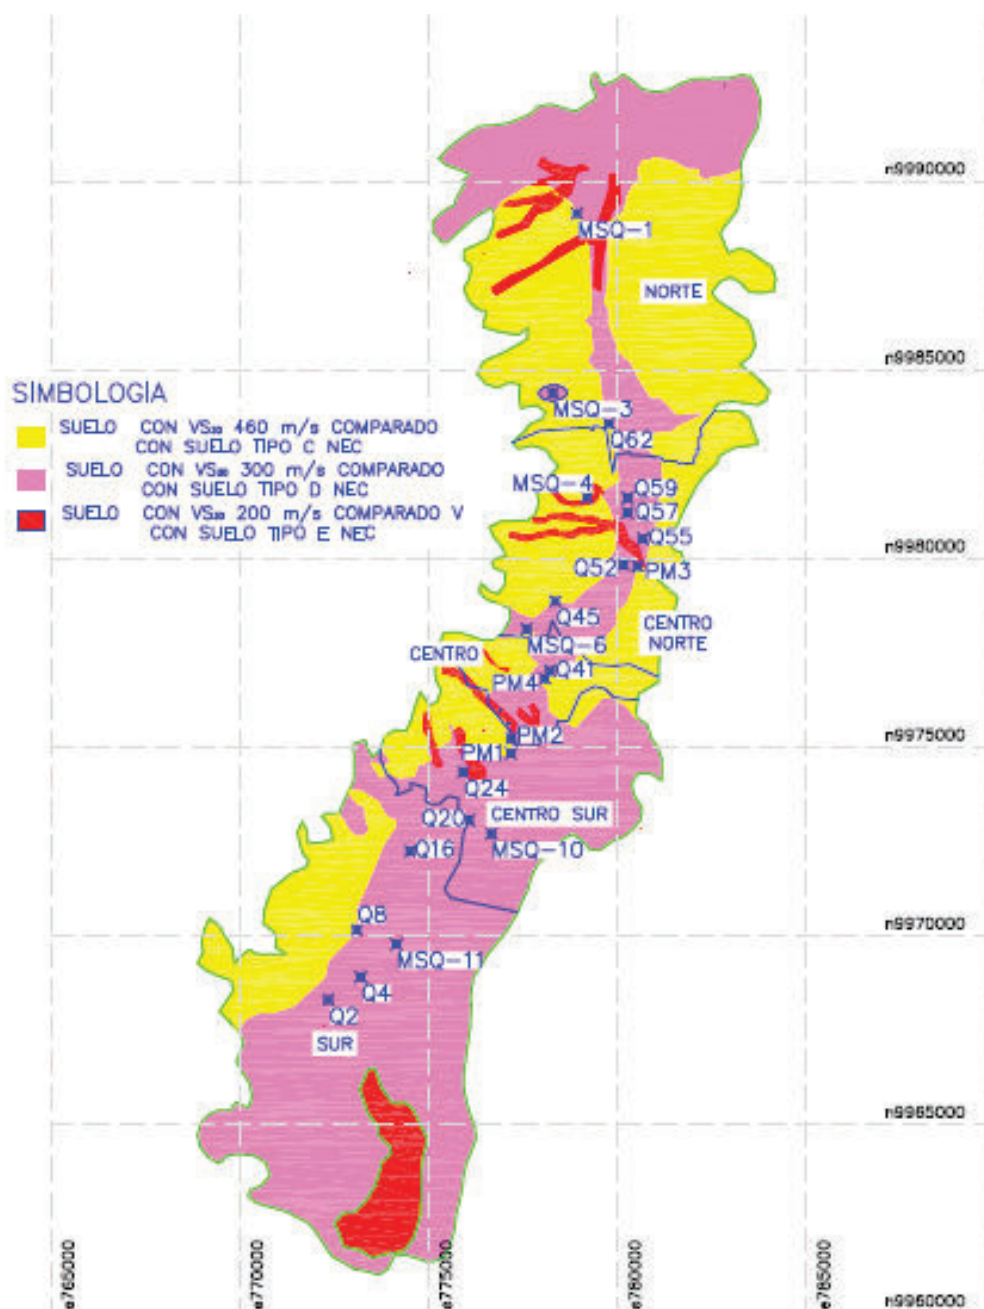 n9990000
MSQ-1
NORTE
n9985000
SIMBOLOGIA
SUELO CON VS₃₀ 460 m/s COMPARADO
CON SUELO TIPO C NEC
SUELO CON VS₃₀ 300 m/s COMPARADO
CON SUELO TIPO D NEC
SUELO CON VS₃₀ 200 m/s COMPARADO V
CON SUELO TIPO E NEC
MSQ-3
Q62
MSQ-4
Q59
Q57
Q55
n9980000
Q52
PM3
Q45
CENTRO
NORTE
MSQ-6
CENTRO
Q41
PM4
PM2
n9975000
PM1
Q24
Q20
CENTRO SUR
MSQ-10
Q16
Q8
n9970000
MSQ-11
Q4
Q2
SUR
n9965000
e765000
e770000
e775000
e780000
e785000
n9960000